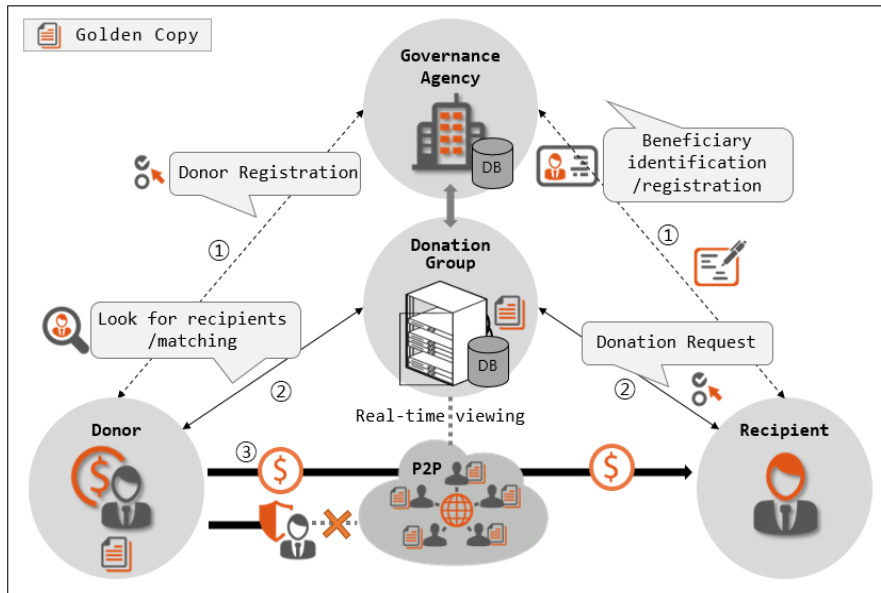 Golden Copy
Governance
Agency
DB
Donor Registration
Beneficiary
identification
/registration
①
①
Donation
Group
DB
Look for recipients
/matching
Donation Request
②
②
Real-time viewing
Donor
③
$
$
$
P2P
Recipient